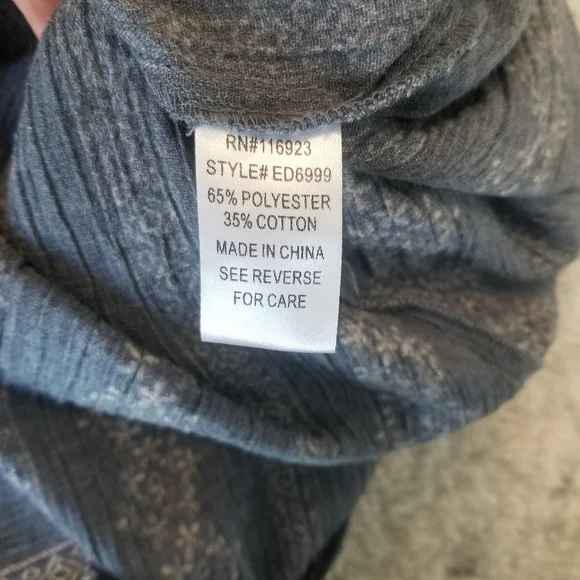 RN#116923
STYLE# ED6999
65% POLYESTER
35% COTTON
MADE IN CHINA
SEE REVERSE
FOR CARE